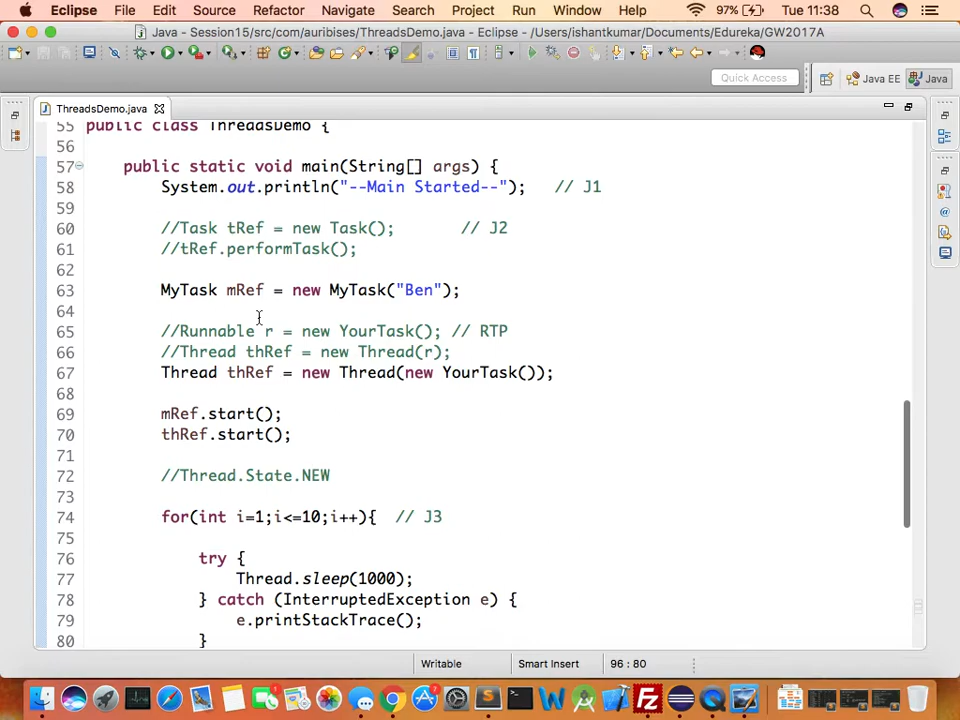 Eclipse File Edit Source Refactor Navigate Search Project Run Window Help 97% Tue 11:38
Java - Session15/src/com/auribises/ThreadsDemo.java - Eclipse - /Users/ishantkumar/Documents/Edureka/GW2017A
Quick Access Java EE Java
ThreadsDemo.java
55 public class ThreadsDemo {
56
57 public static void main(String[] args) {
58 System.out.println("--Main Started--"); // J1
59
60 //Task tRef = new Task(); // J2
61 //tRef.performTask();
62
63 MyTask mRef = new MyTask("Ben");
64
65 //Runnable r = new YourTask(); // RTP
66 //Thread thRef = new Thread(r);
67 Thread thRef = new Thread(new YourTask());
68
69 mRef.start();
70 thRef.start();
71
72 //Thread.State.NEW
73
74 for(int i=1;i<=10;i++){ // J3
75
76 try {
77 Thread.sleep(1000);
78 } catch (InterruptedException e) {
79 e.printStackTrace();
80 }
Writable Smart Insert 96 : 80